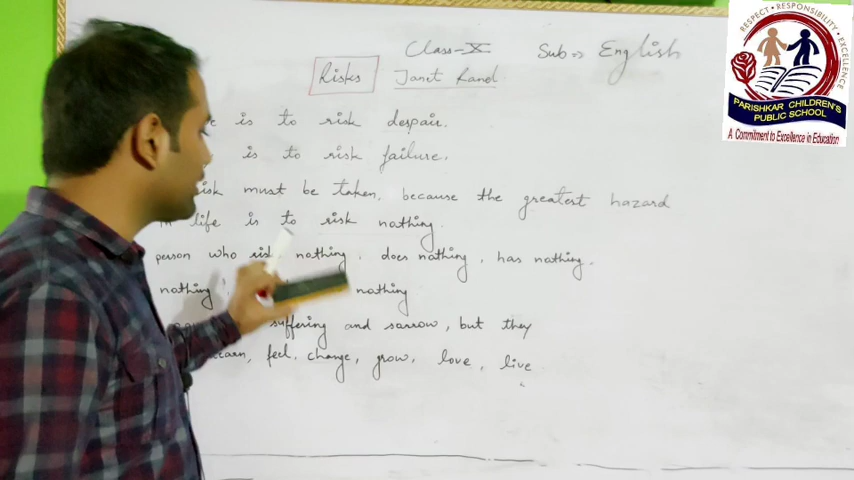 Class-X Sub ⇒ English
Risks Janet Rand
is to risk despair.
is to risk failure.
risk must be taken, because the greatest hazard
in life is to risk nothing.
person who risk nothing, does nothing, has nothing.
nothing nothing
suffering and sarrow, but they
learn, feel, change, grow, love, live
RESPECT • RESPONSIBILITY • EXCELLENCE
PARISHKAR CHILDREN'S
PUBLIC SCHOOL
A Commitment to Excellence in Education